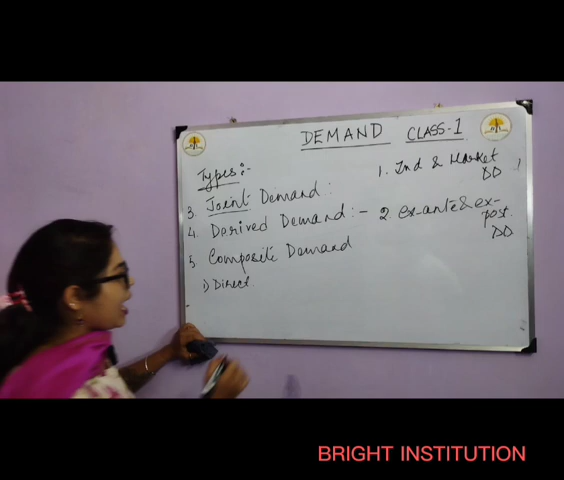 DEMAND CLASS-1
Types:-
1. Ind & Market
DD
3. Joint Demand :
4. Derived Demand :-
2. ex-ante & ex-
post.
DD
5. Composite Demand
1) Direct
BRIGHT INSTITUTION